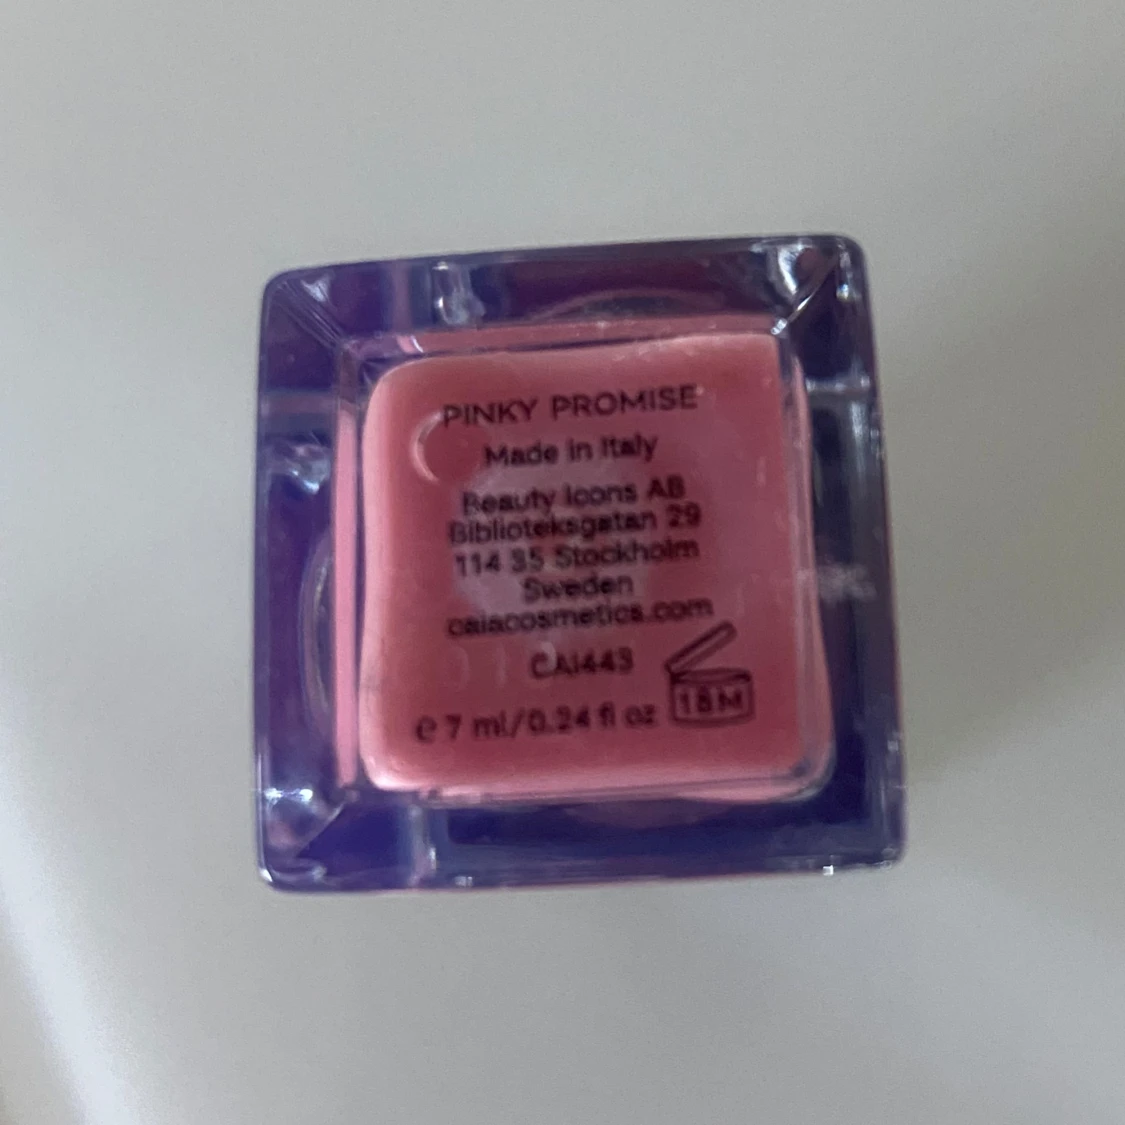 PINKY PROMISE
Made in Italy
Beauty Icons AB
Biblioteksgatan 29
114 35 Stockholm
Sweden
caiacosmetics.com
CAI443
18M
e 7 ml/0.24 fl oz